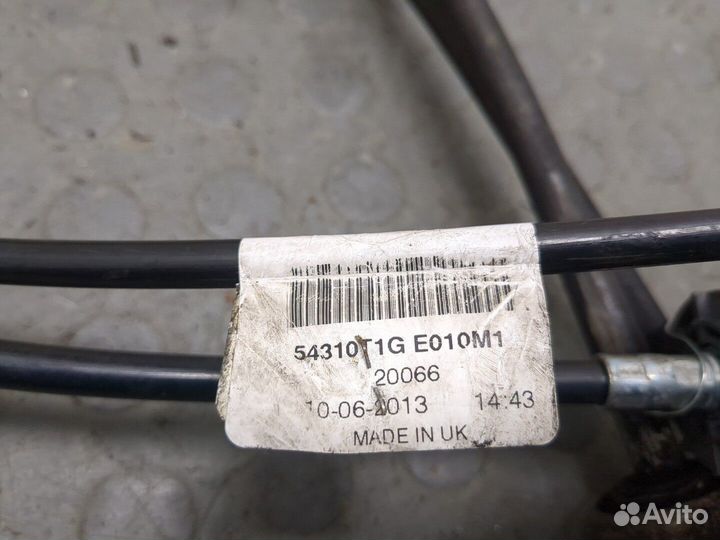 54310T1G E010M1
20066
10-06-2013 14:43
MADE IN UK
Avito